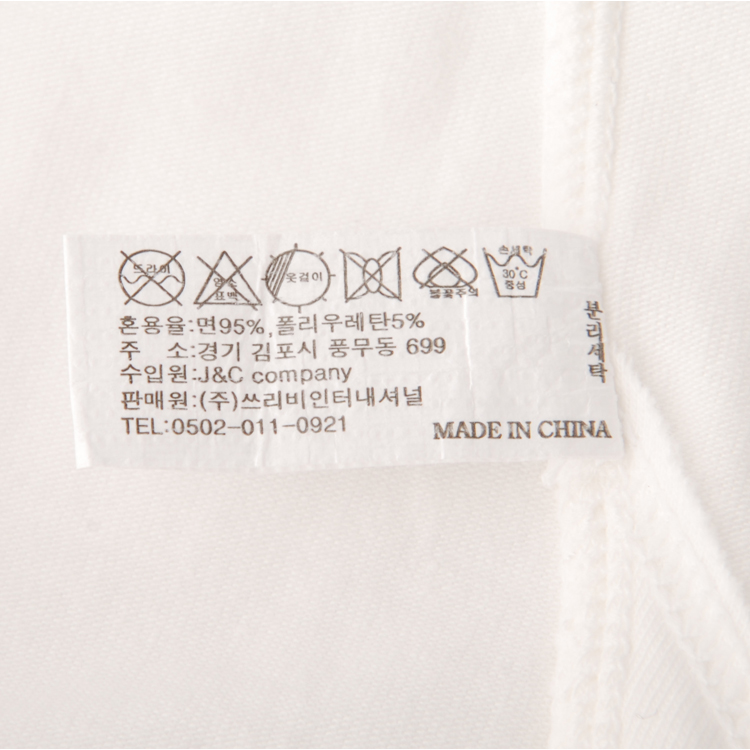 드라이
염소
표백
옷걸이
불꽃주의
손세탁
30°C
중성
혼용율:면95%,폴리우레탄5%
주 소:경기 김포시 풍무동 699
수입원:J&C company
판매원:(주)쓰리비인터내셔널
TEL:0502-011-0921
MADE IN CHINA
분리세탁